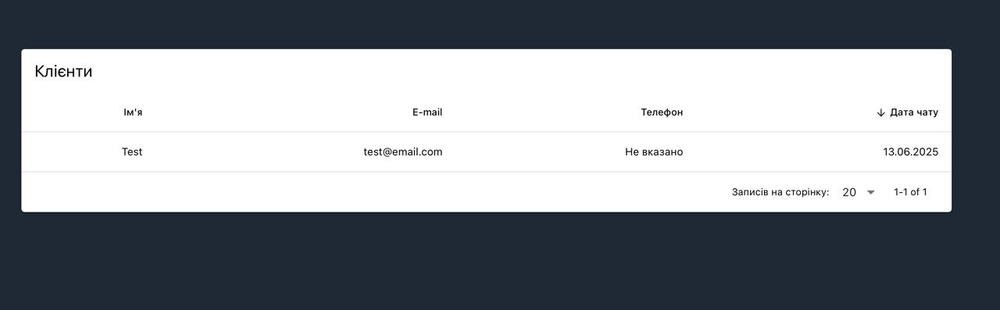 Клієнти
Ім'я E-mail Телефон Дата чату
Test test@email.com Не вказано 13.06.2025
Записів на сторінку: 20 1-1 of 1